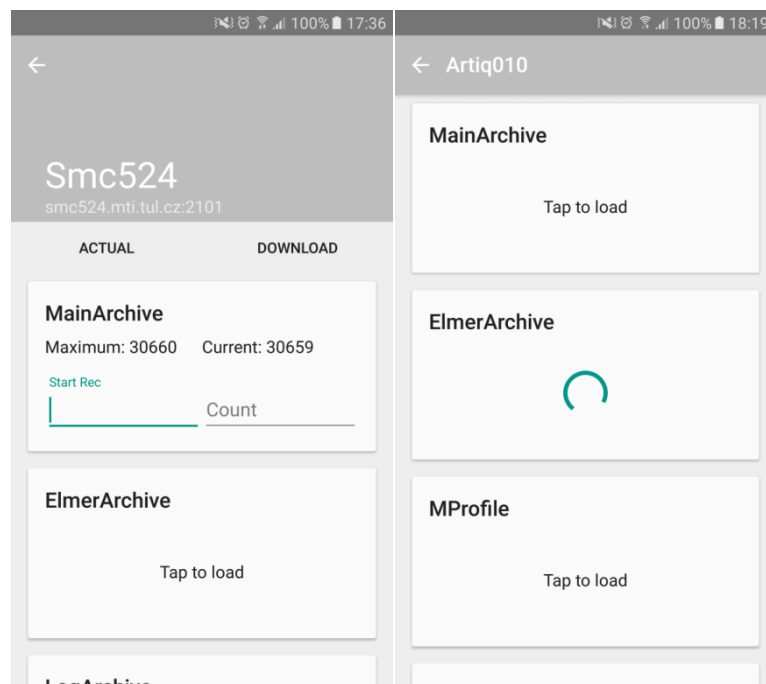 100% 17:36
Smc524
smc524.mti.tul.cz:2101
ACTUAL DOWNLOAD
MainArchive
Maximum: 30660 Current: 30659
Start Rec
Count
ElmerArchive
Tap to load
LogArchive
100% 18:19
Artiq010
MainArchive
Tap to load
ElmerArchive
MProfile
Tap to load